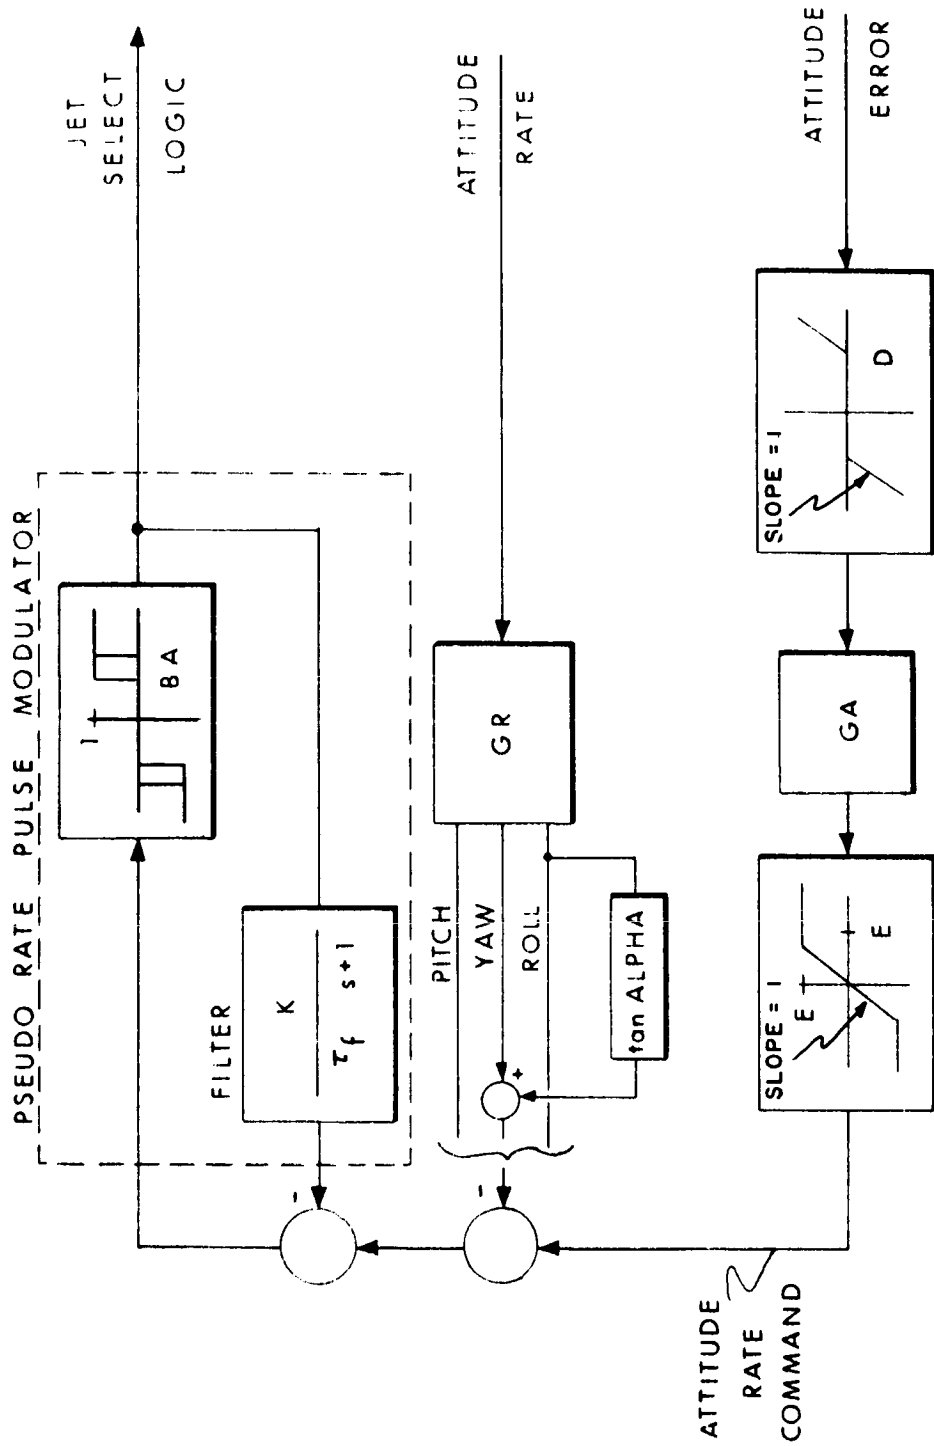 PSEUDO RATE PULSE MODULATOR
1
BA
JET
SELECT
LOGIC
FILTER
K
τf s+1
-
PITCH
YAW
ROLL
GR
ATTITUDE
RATE
+
-
tan ALPHA
ATTITUDE
RATE
COMMAND
SLOPE = 1
E
E
GA
SLOPE = 1
D
ATTITUDE
ERROR